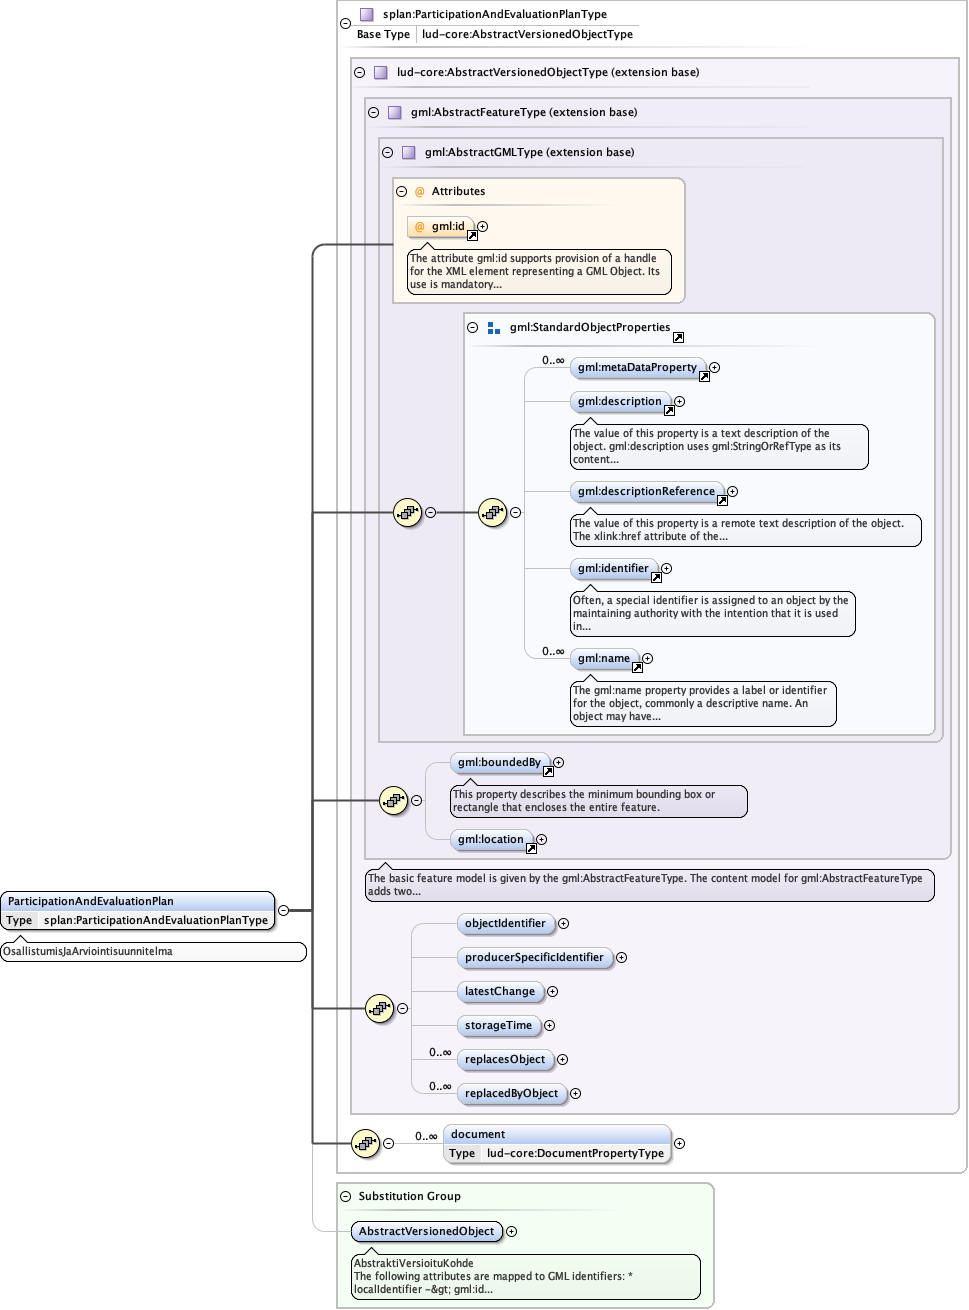 splan:ParticipationAndEvaluationPlanType
Base Type lud-core:AbstractVersionedObjectType
lud-core:AbstractVersionedObjectType (extension base)
gml:AbstractFeatureType (extension base)
gml:AbstractGMLType (extension base)
@ Attributes
@ gml:id
The attribute gml:id supports provision of a handle
for the XML element representing a GML Object. Its
use is mandatory...
gml:StandardObjectProperties
0..∞ gml:metaDataProperty
gml:description
The value of this property is a text description of the
object. gml:description uses gml:StringOrRefType as its
content...
gml:descriptionReference
The value of this property is a remote text description of the object.
The xlink:href attribute of the...
gml:identifier
Often, a special identifier is assigned to an object by the
maintaining authority with the intention that it is used
in...
0..∞ gml:name
The gml:name property provides a label or identifier
for the object, commonly a descriptive name. An
object may have...
gml:boundedBy
This property describes the minimum bounding box or
rectangle that encloses the entire feature.
gml:location
The basic feature model is given by the gml:AbstractFeatureType. The content model for gml:AbstractFeatureType
adds two...
ParticipationAndEvaluationPlan
Type splan:ParticipationAndEvaluationPlanType
OsallistumisJaArviointisuunnitelma
objectIdentifier
producerSpecificIdentifier
latestChange
storageTime
0..∞ replacesObject
0..∞ replacedByObject
0..∞ document
Type lud-core:DocumentPropertyType
Substitution Group
AbstractVersionedObject
AbstraktiVersioituKohde
The following attributes are mapped to GML identifiers: *
localIdentifier -&gt; gml:id...